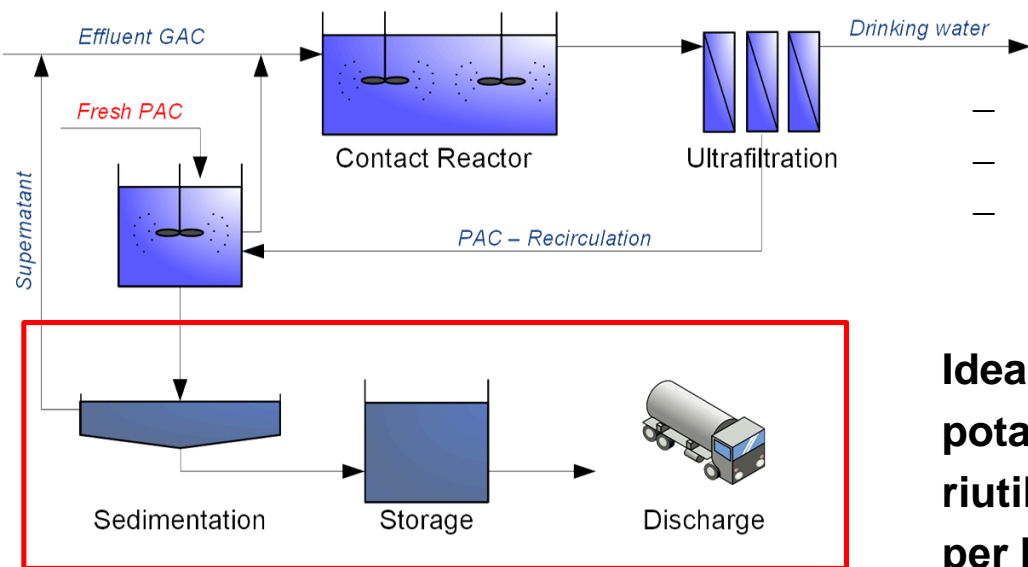 Effluent GAC
Drinking water
Fresh PAC
Contact Reactor
Ultrafiltration
Supernatant
PAC – Recirculation
Sedimentation
Storage
Discharge
–
–
–
Idea
pota
riutil
per